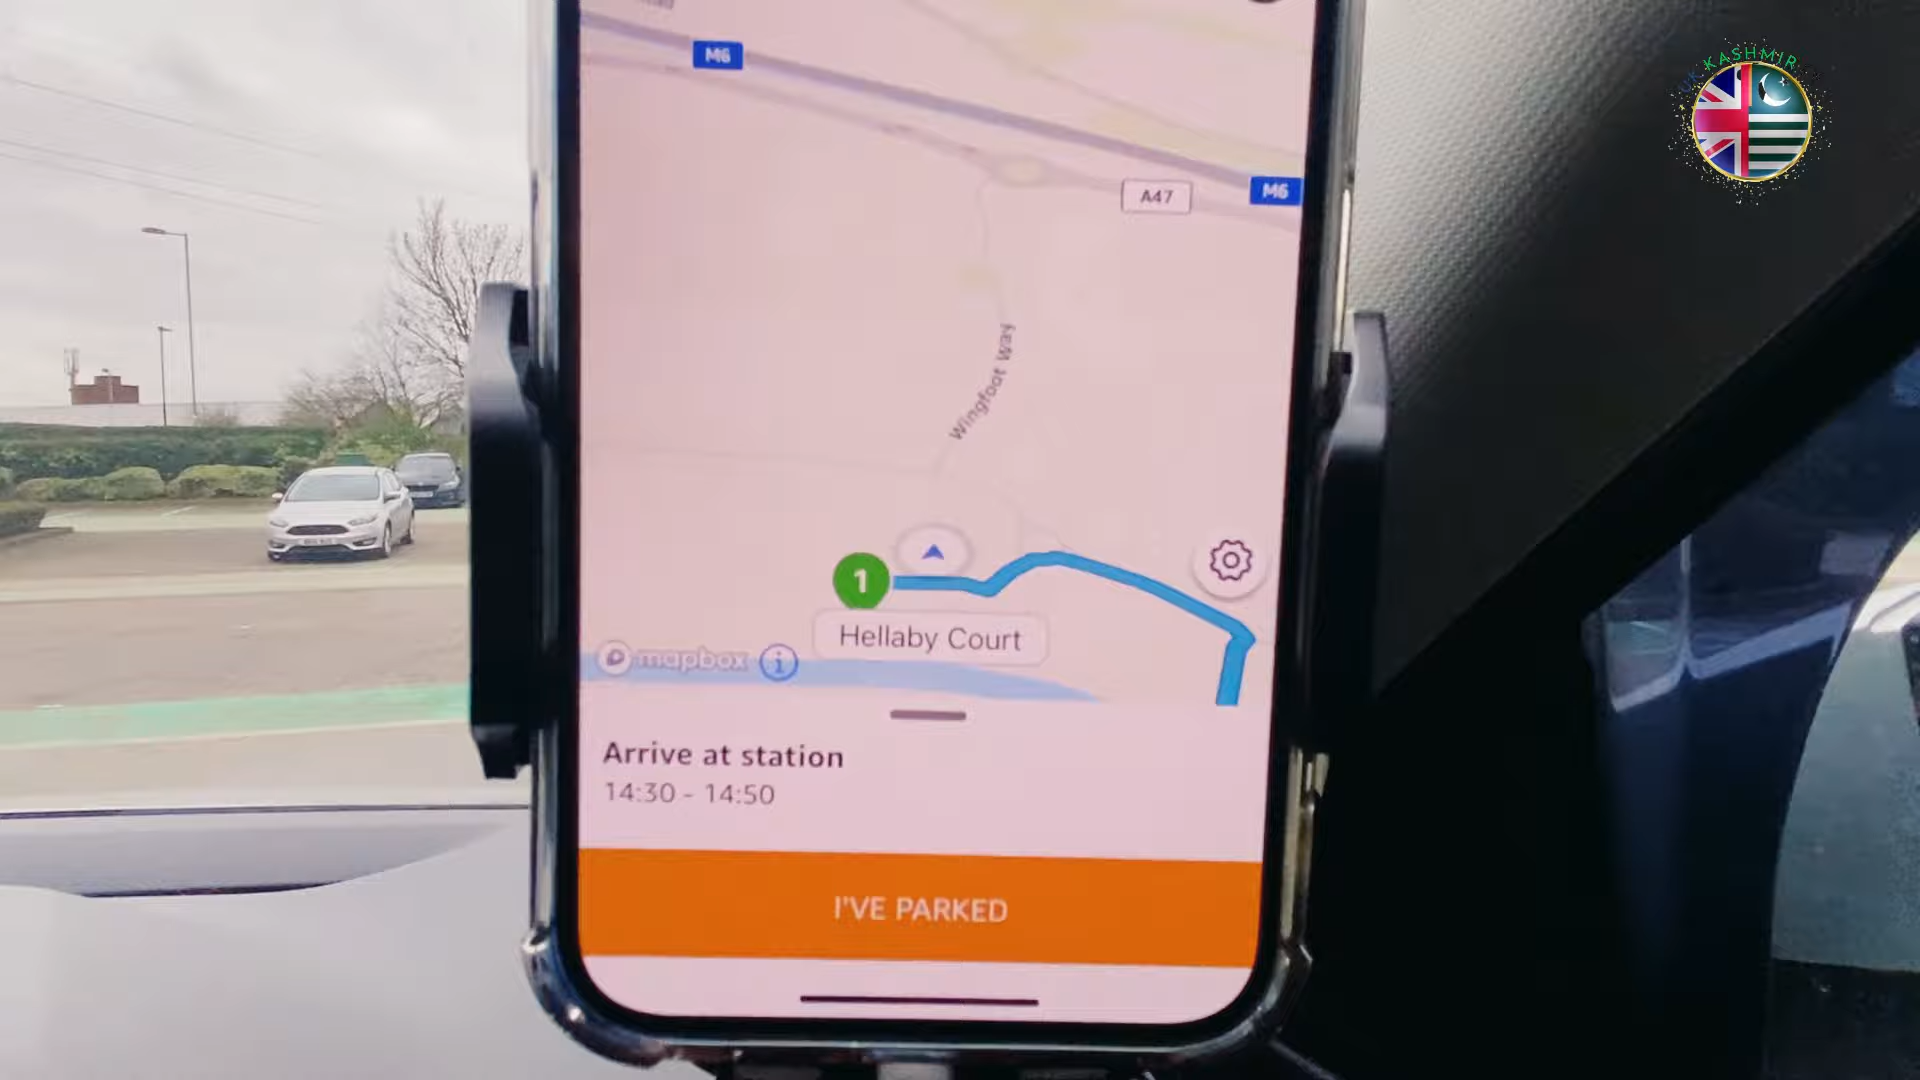 M6
A47
M6
Wingfoot Way
1
Hellaby Court
mapbox
Arrive at station
14:30 - 14:50
I'VE PARKED
UK KASHMIR